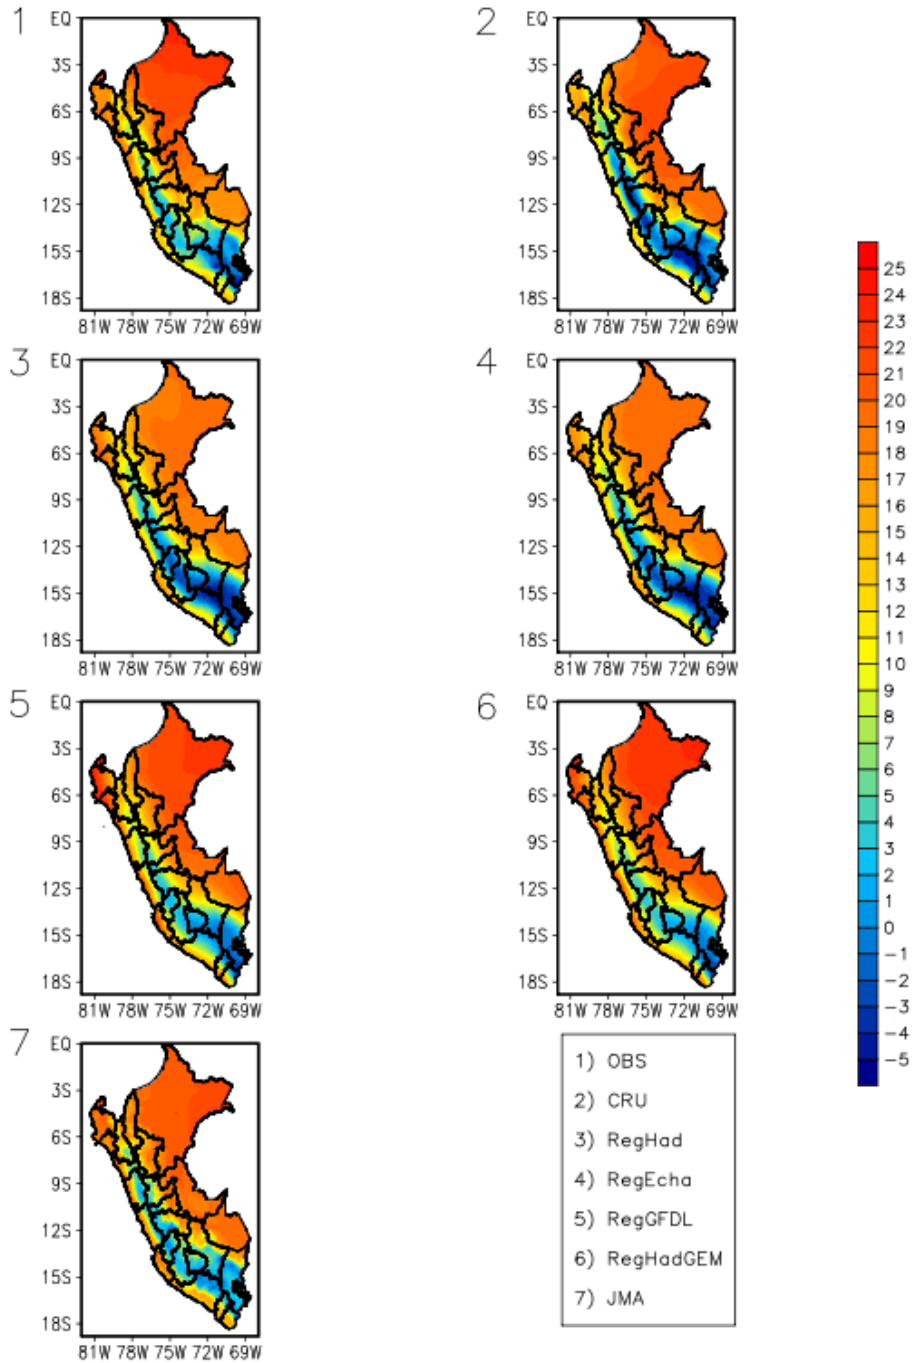 1
EQ
3S
6S
9S
12S
15S
18S
81W 78W 75W 72W 69W
2
EQ
3S
6S
9S
12S
15S
18S
81W 78W 75W 72W 69W
3
EQ
3S
6S
9S
12S
15S
18S
81W 78W 75W 72W 69W
4
EQ
3S
6S
9S
12S
15S
18S
81W 78W 75W 72W 69W
5
EQ
3S
6S
9S
12S
15S
18S
81W 78W 75W 72W 69W
6
EQ
3S
6S
9S
12S
15S
18S
81W 78W 75W 72W 69W
7
EQ
3S
6S
9S
12S
15S
18S
81W 78W 75W 72W 69W
1) OBS
2) CRU
3) RegHad
4) RegEcha
5) RegGFDL
6) RegHadGEM
7) JMA
25
24
23
22
21
20
19
18
17
16
15
14
13
12
11
10
9
8
7
6
5
4
3
2
1
0
−1
−2
−3
−4
−5